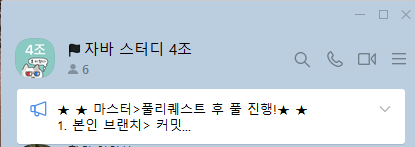 4조
자바 스터디 4조
6
★ ★ 마스터>풀리퀘스트 후 풀 진행!★ ★
1. 본인 브랜치> 커밋...